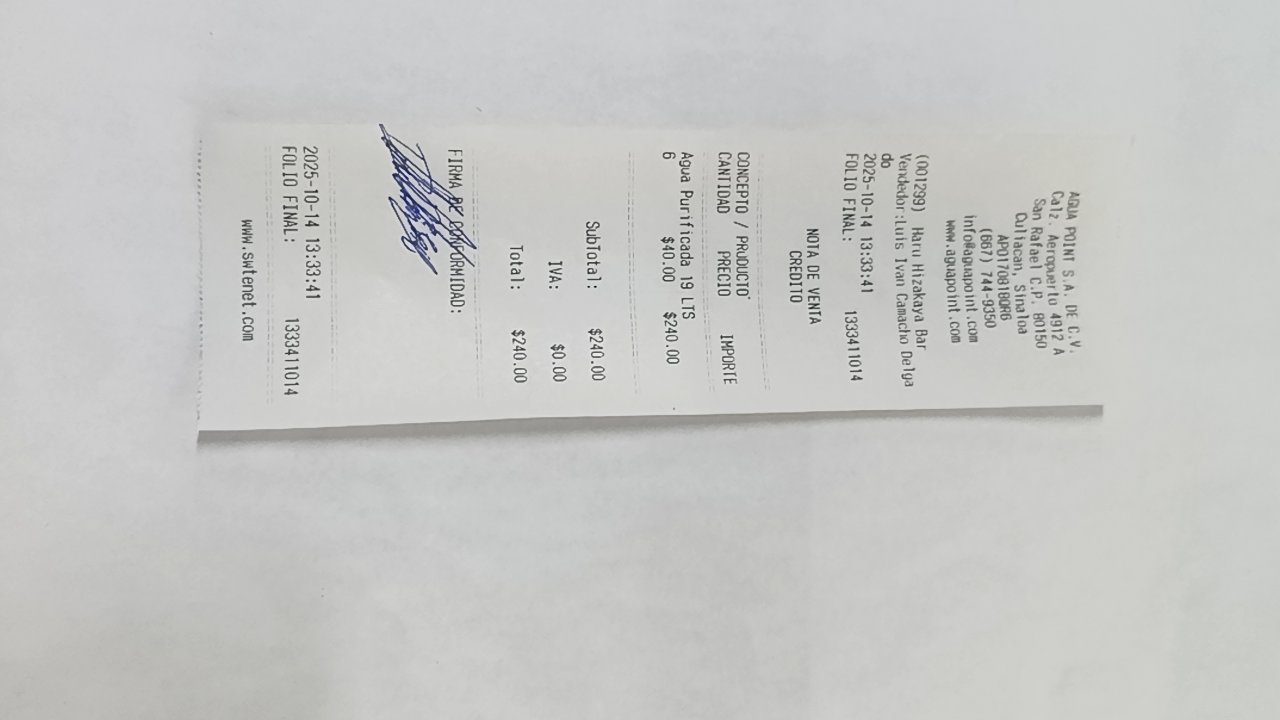 AGUA POINT S.A. DE C.V.
Calz. Aeropuerto 4912 A
San Rafael C.P. 80150
Culiacan, Sinaloa
APO170818QR6
(667) 744-9350
info@aguapoint.com
www.aguapoint.com
(001299) Haru Hizakaya Bar
Vendedor:Luis Ivan Camacho Delga
do
2025-10-14 13:33:41
FOLIO FINAL: 1333411014
NOTA DE VENTA
CREDITO
CONCEPTO / PRODUCTO
CANTIDAD PRECIO IMPORTE
Agua Purificada 19 LTS
6 $40.00 $240.00
SubTotal: $240.00
IVA: $0.00
Total: $240.00
FIRMA DE CONFORMIDAD:
2025-10-14 13:33:41
FOLIO FINAL: 1333411014
www.swtenet.com